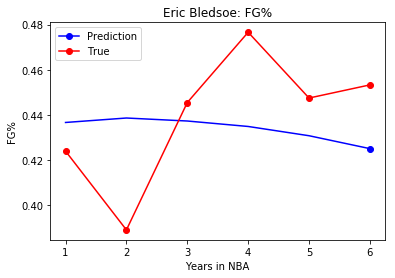 Eric Bledsoe: FG%
Prediction
True
0.48
0.46
0.44
0.42
0.40
FG%
1 2 3 4 5 6
Years in NBA